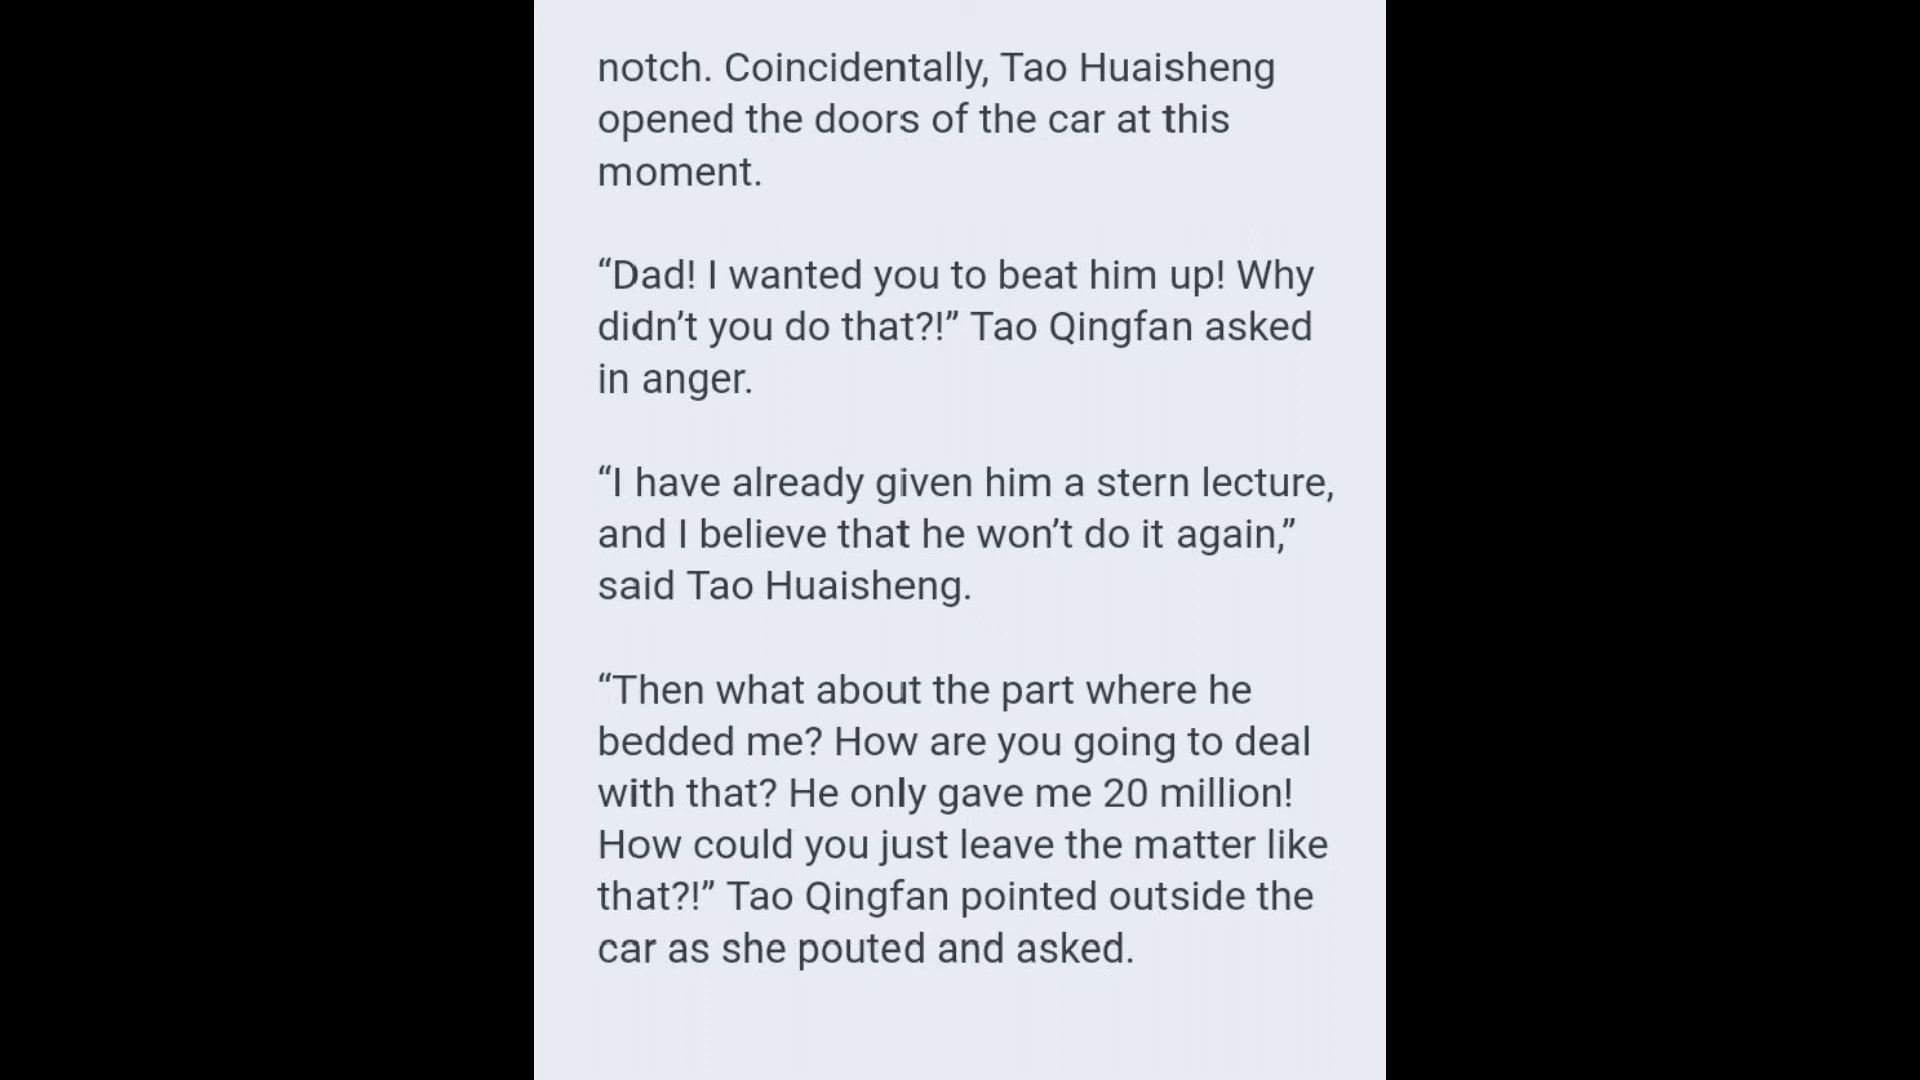 notch. Coincidentally, Tao Huaisheng
opened the doors of the car at this
moment.
“Dad! I wanted you to beat him up! Why
didn’t you do that?!” Tao Qingfan asked
in anger.
“I have already given him a stern lecture,
and I believe that he won’t do it again,”
said Tao Huaisheng.
“Then what about the part where he
bedded me? How are you going to deal
with that? He only gave me 20 million!
How could you just leave the matter like
that?!” Tao Qingfan pointed outside the
car as she pouted and asked.